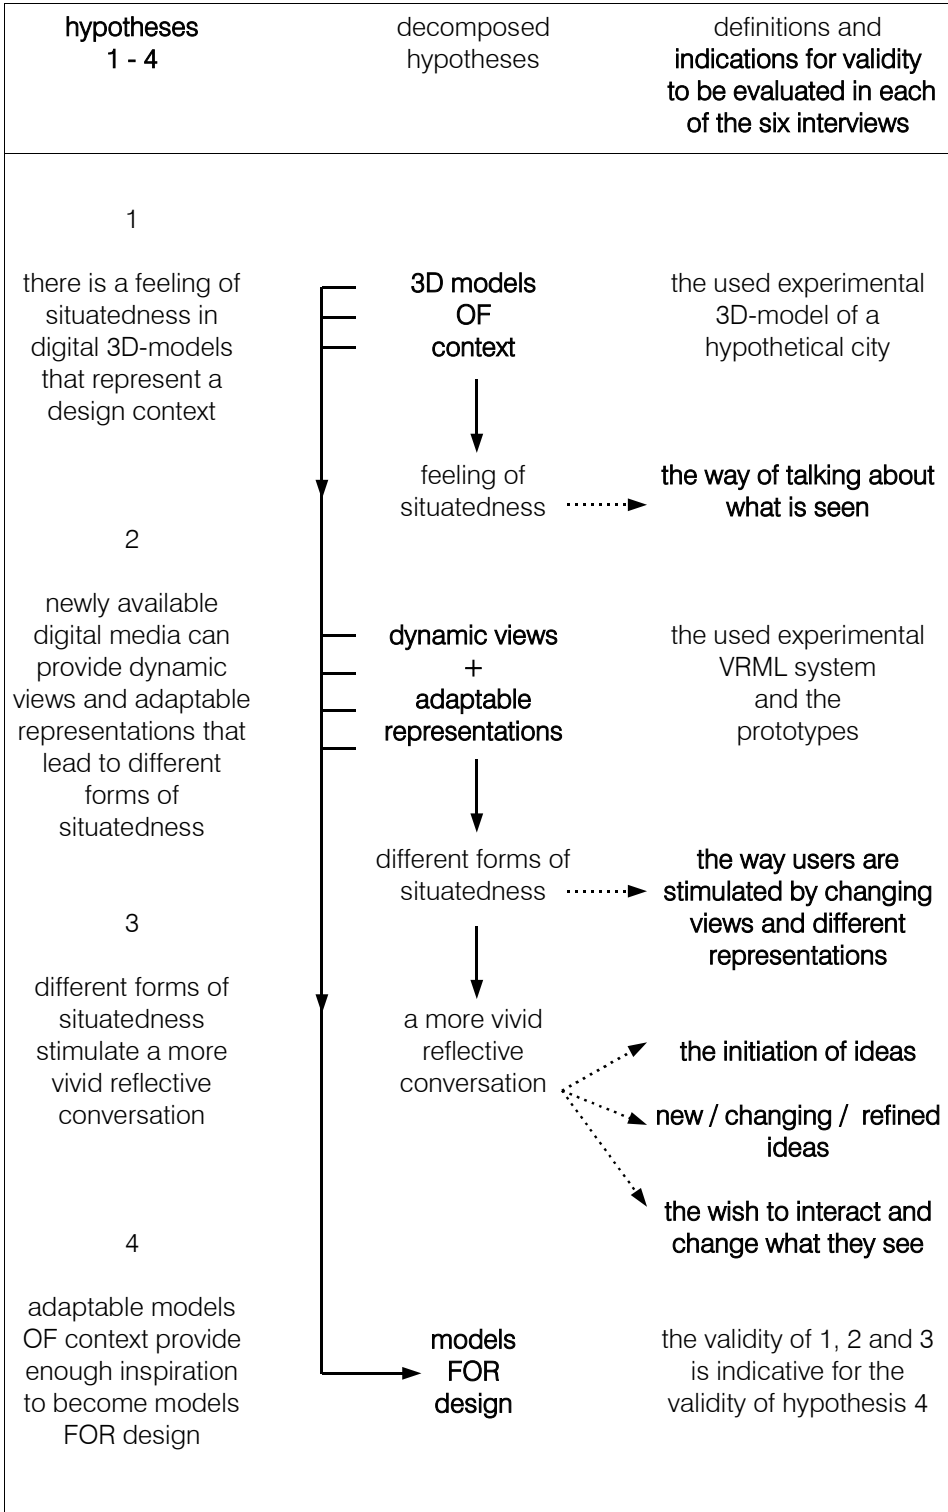 hypotheses
1 - 4
decomposed
hypotheses
definitions and
indications for validity
to be evaluated in each
of the six interviews
1
there is a feeling of
situatedness in
digital 3D-models
that represent a
design context
3D models
OF
context
the used experimental
3D-model of a
hypothetical city
feeling of
situatedness
the way of talking about
what is seen
2
newly available
digital media can
provide dynamic
views and adaptable
representations that
lead to different
forms of
situatedness
dynamic views
+
adaptable
representations
the used experimental
VRML system
and the
prototypes
different forms of
situatedness
the way users are
stimulated by changing
views and different
representations
3
different forms of
situatedness
stimulate a more
vivid reflective
conversation
a more vivid
reflective
conversation
the initiation of ideas
new / changing /  refined
ideas
the wish to interact and
change what they see
4
adaptable models
OF context provide
enough inspiration
to become models
FOR design
models
FOR
design
the validity of 1, 2 and 3
is indicative for the
validity of hypothesis 4